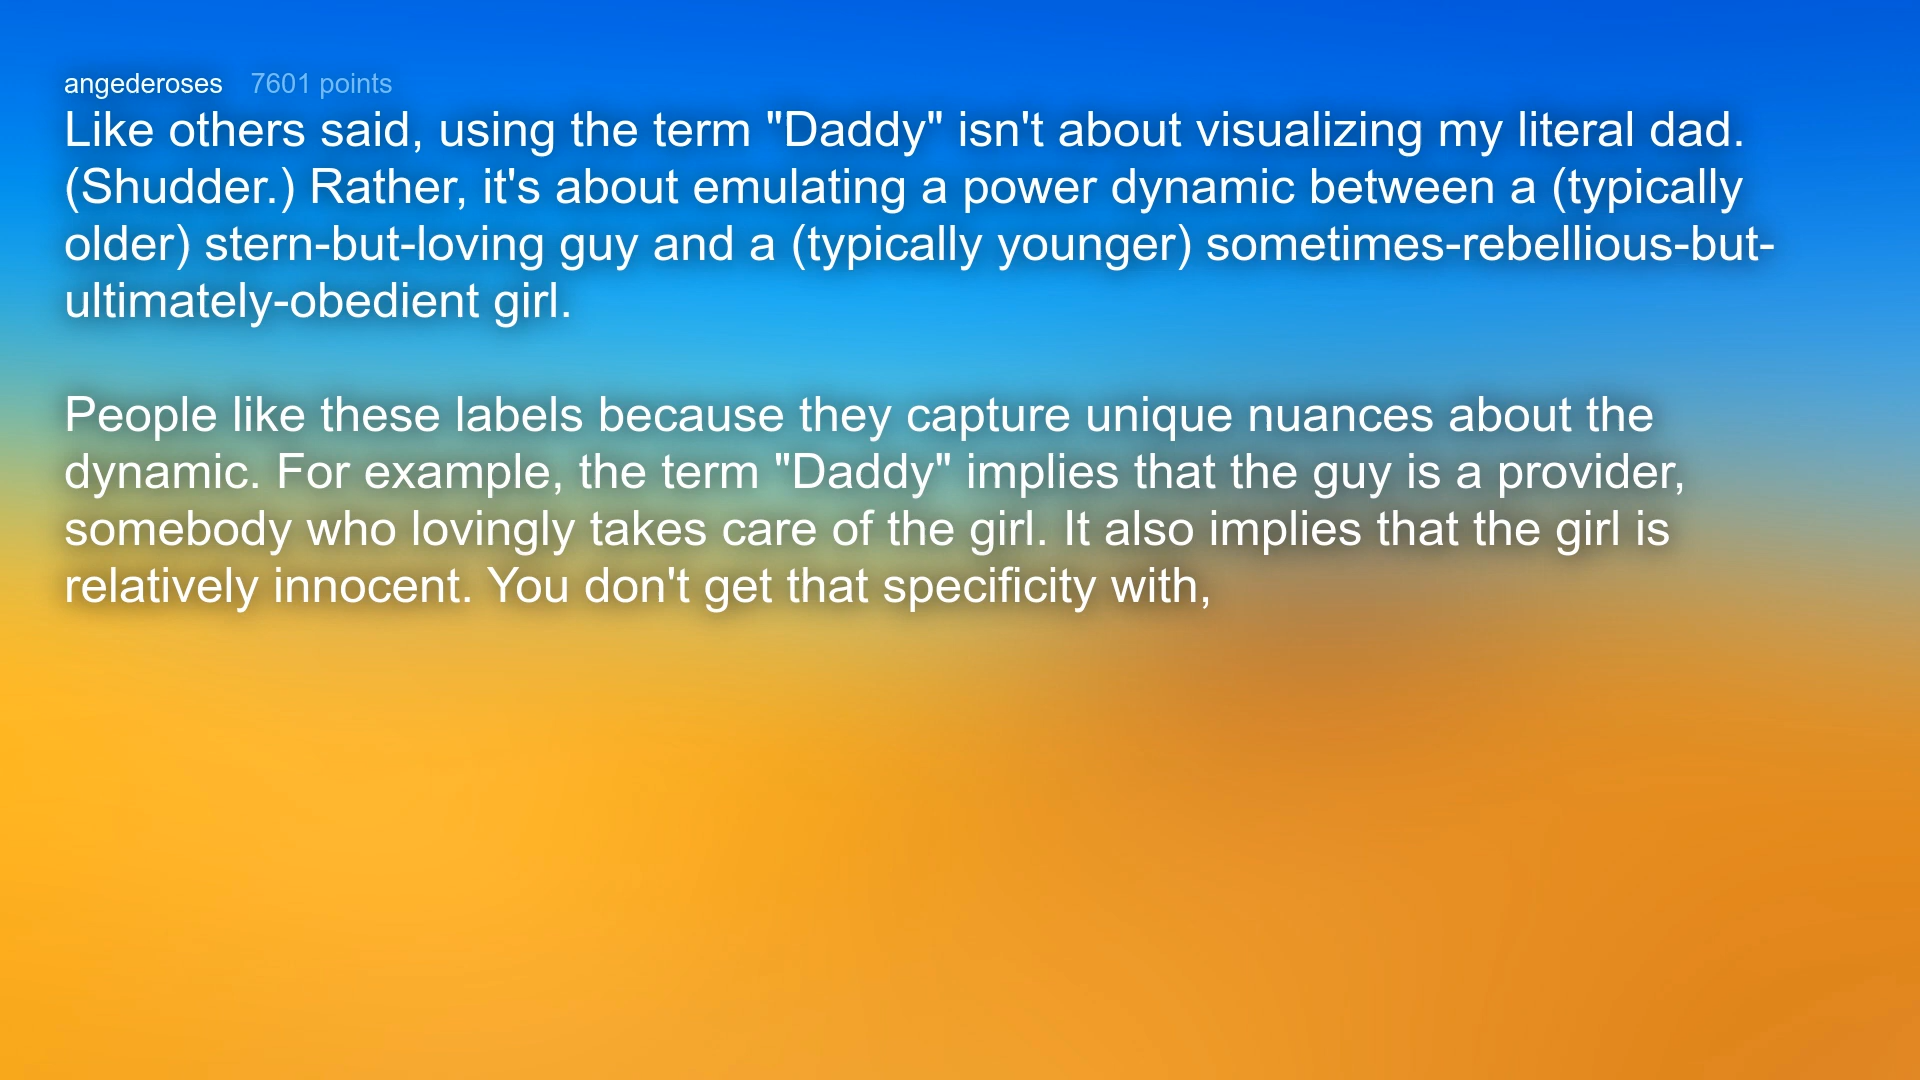 angederoses 7601 points
Like others said, using the term "Daddy" isn't about visualizing my literal dad.
(Shudder.) Rather, it's about emulating a power dynamic between a (typically
older) stern-but-loving guy and a (typically younger) sometimes-rebellious-but-
ultimately-obedient girl.
People like these labels because they capture unique nuances about the
dynamic. For example, the term "Daddy" implies that the guy is a provider,
somebody who lovingly takes care of the girl. It also implies that the girl is
relatively innocent. You don't get that specificity with,